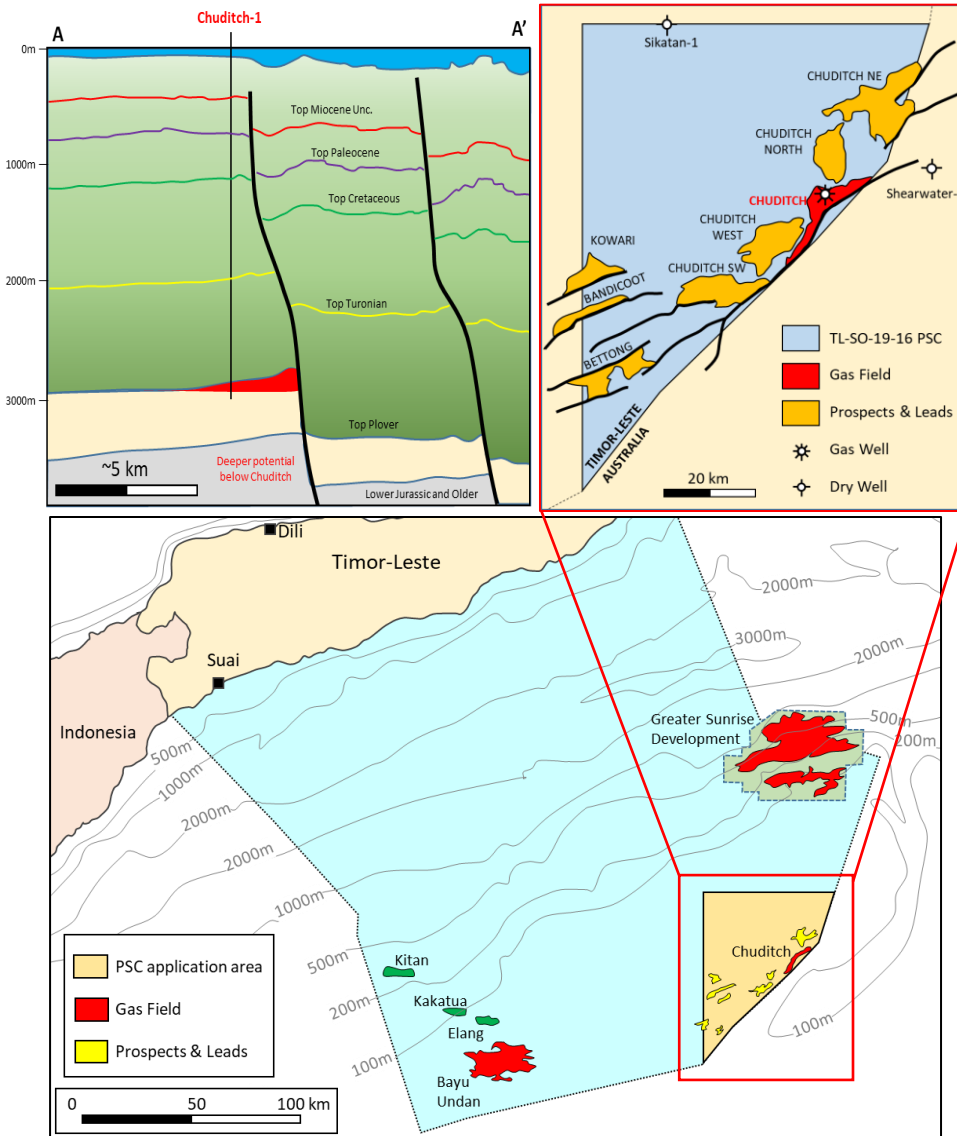 Chuditch-1
A
A'
0m
1000m
2000m
3000m
Top Miocene Unc.
Top Paleocene
Top Cretaceous
Top Turonian
Top Plover
Lower Jurassic and Older
Deeper potential
below Chuditch
~5 km
Sikatan-1
CHUDITCH NE
CHUDITCH
NORTH
CHUDITCH
Shearwater-
CHUDITCH
WEST
KOWARI
CHUDITCH SW
BANDICOOT
BETTONG
TIMOR-LESTE
AUSTRALIA
TL-SO-19-16 PSC
Gas Field
Prospects & Leads
Gas Well
Dry Well
20 km
Dili
Timor-Leste
Suai
Indonesia
2000m
3000m
2000m
Greater Sunrise
Development
500m
200m
500m
1000m
2000m
2000m
1000m
500m
200m
100m
100m
Kitan
Kakatua
Elang
Bayu
Undan
Chuditch
PSC application area
Gas Field
Prospects & Leads
0
50
100 km